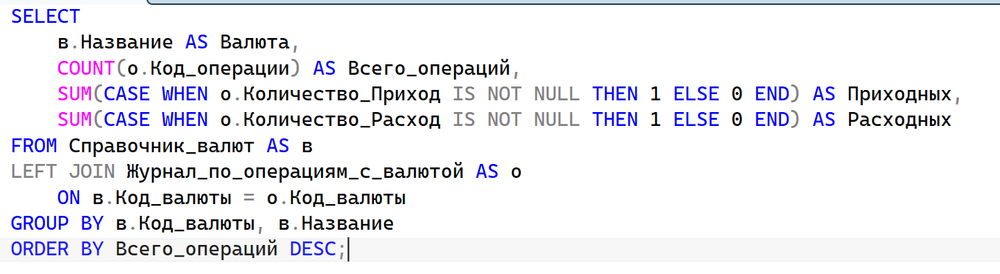 SELECT
    в.Название AS Валюта,
    COUNT(о.Код_операции) AS Всего_операций,
    SUM(CASE WHEN о.Количество_Приход IS NOT NULL THEN 1 ELSE 0 END) AS Приходных,
    SUM(CASE WHEN о.Количество_Расход IS NOT NULL THEN 1 ELSE 0 END) AS Расходных
FROM Справочник_валют AS в
LEFT JOIN Журнал_по_операциям_с_валютой AS о
    ON в.Код_валюты = о.Код_валюты
GROUP BY в.Код_валюты, в.Название
ORDER BY Всего_операций DESC;